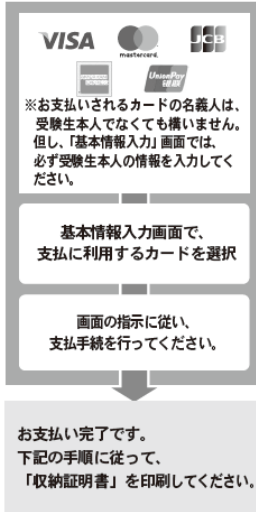 VISA
mastercard.
JCB
UnionPay
银联
※お支払いされるカードの名義人は、
受験生本人でなくても構いません。
但し、「基本情報入力」画面では、
必ず受験生本人の情報を入力してく
ださい。
基本情報入力画面で、
支払に利用するカードを選択
画面の指示に従い、
支払手続を行ってください。
お支払い完了です。
下記の手順に従って、
「収納証明書」を印刷してください。